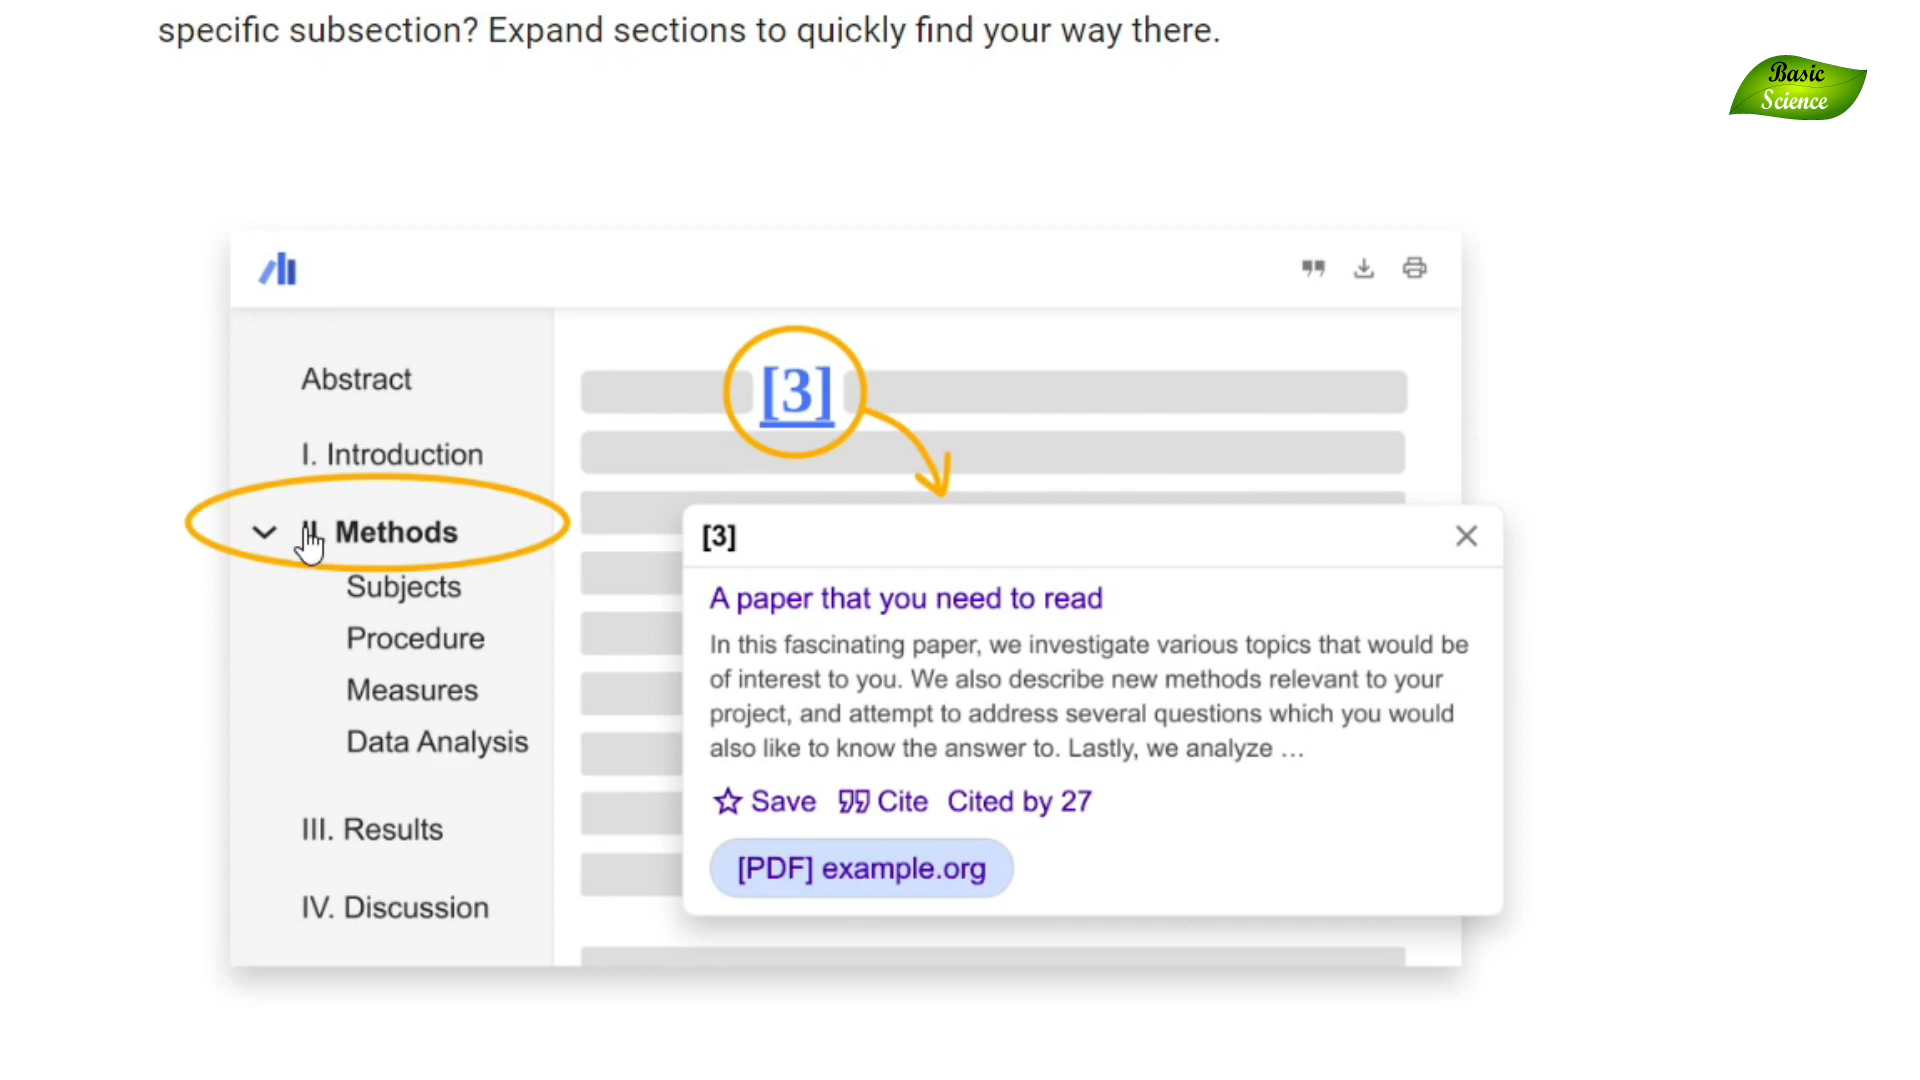 specific subsection? Expand sections to quickly find your way there.
Basic
Science
Abstract
I. Introduction
II. Methods
Subjects
Procedure
Measures
Data Analysis
III. Results
IV. Discussion
[3]
[3]
A paper that you need to read
In this fascinating paper, we investigate various topics that would be
of interest to you. We also describe new methods relevant to your
project, and attempt to address several questions which you would
also like to know the answer to. Lastly, we analyze ...
Save Cite Cited by 27
[PDF] example.org